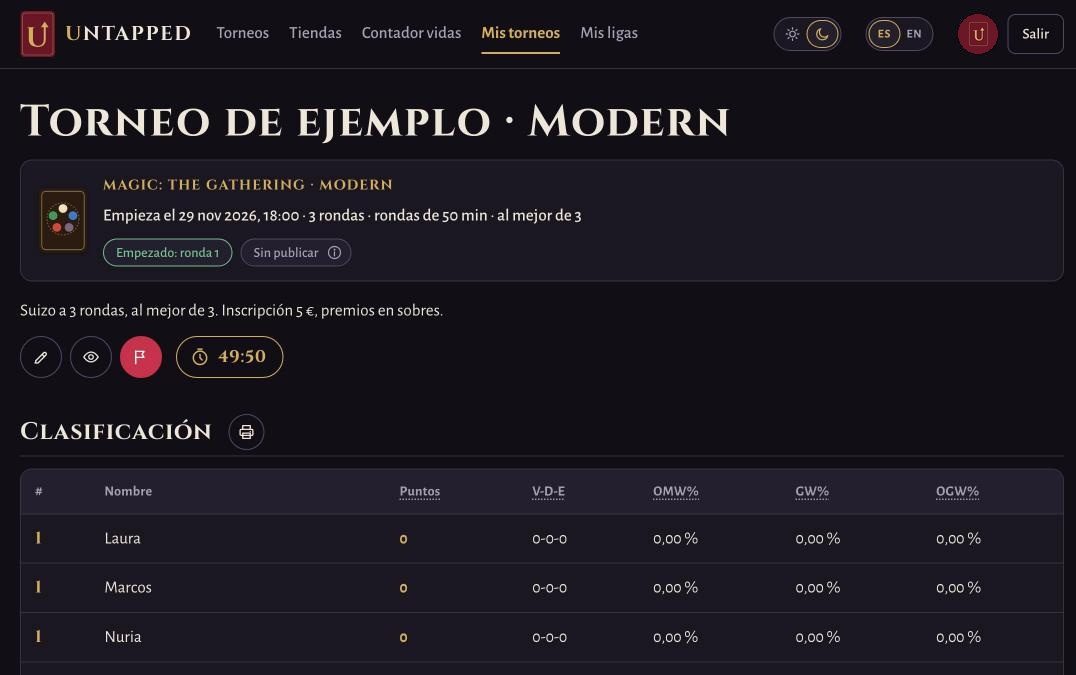 U UNTAPPED Torneos Tiendas Contador vidas Mis torneos Mis ligas ES EN U Salir
TORNEO DE EJEMPLO · MODERN
MAGIC: THE GATHERING · MODERN
Empieza el 29 nov 2026, 18:00 · 3 rondas · rondas de 50 min · al mejor de 3
Empezado: ronda 1 Sin publicar
Suizo a 3 rondas, al mejor de 3. Inscripción 5 €, premios en sobres.
49:50
CLASIFICACIÓN
# Nombre Puntos V-D-E OMW% GW% OGW%
1 Laura 0 0-0-0 0,00 % 0,00 % 0,00 %
1 Marcos 0 0-0-0 0,00 % 0,00 % 0,00 %
1 Nuria 0 0-0-0 0,00 % 0,00 % 0,00 %